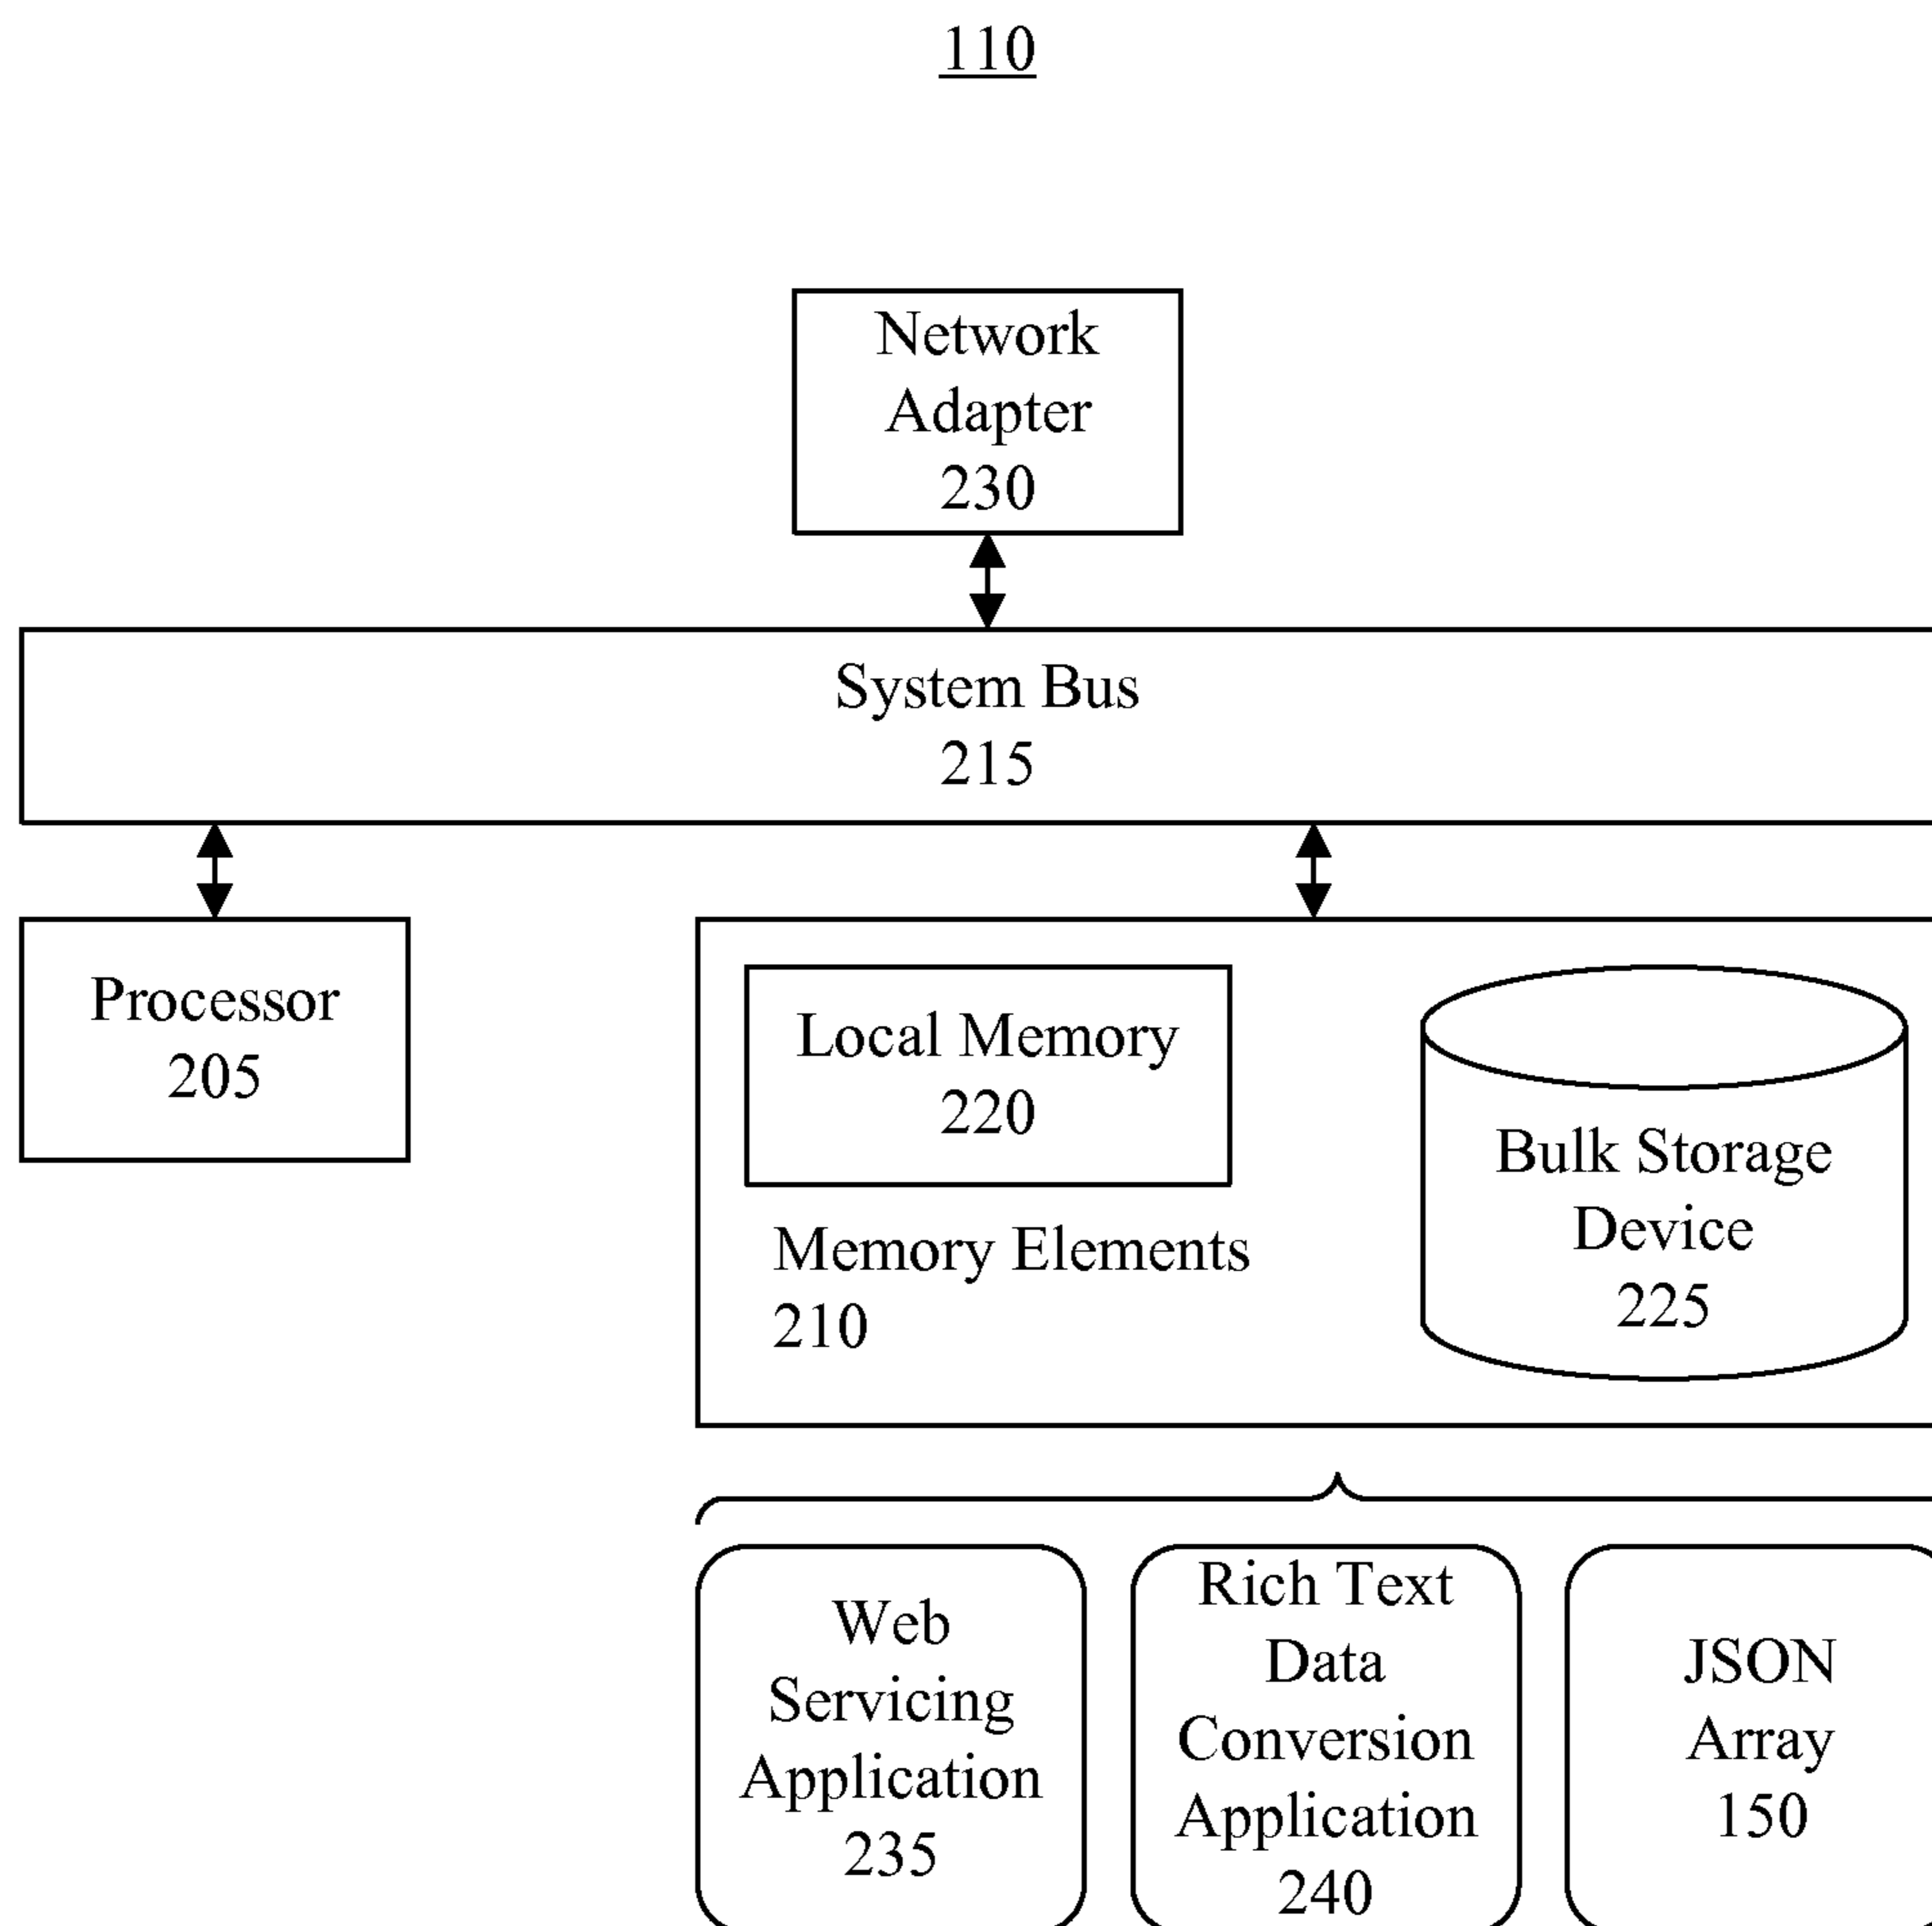 110
Network
Adapter
230
System Bus
215
Processor
205
Local Memory
220
Memory Elements
210
Bulk Storage
Device
225
Web
Servicing
Application
235
Rich Text
Data
Conversion
Application
240
JSON
Array
150